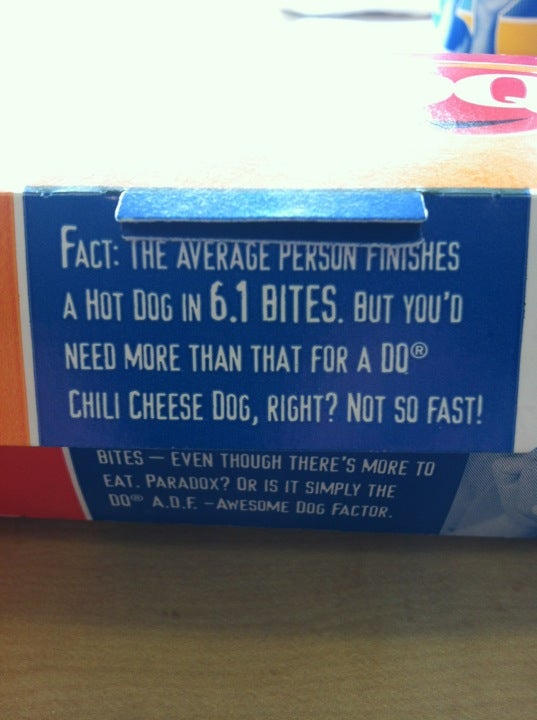 Q
FACT: THE AVERAGE PERSON FINISHES
A HOT DOG IN 6.1 BITES. BUT YOU'D
NEED MORE THAN THAT FOR A DQ®
CHILI CHEESE DOG, RIGHT? NOT SO FAST!
BITES — EVEN THOUGH THERE'S MORE TO
EAT. PARADOX? OR IS IT SIMPLY THE
DQ® A.D.F. – AWESOME DOG FACTOR.